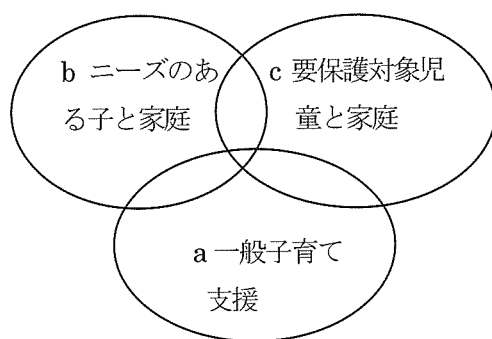 b ニーズのあ
る子と家庭
c 要保護対象児
童と家庭
a 一般子育て
支援